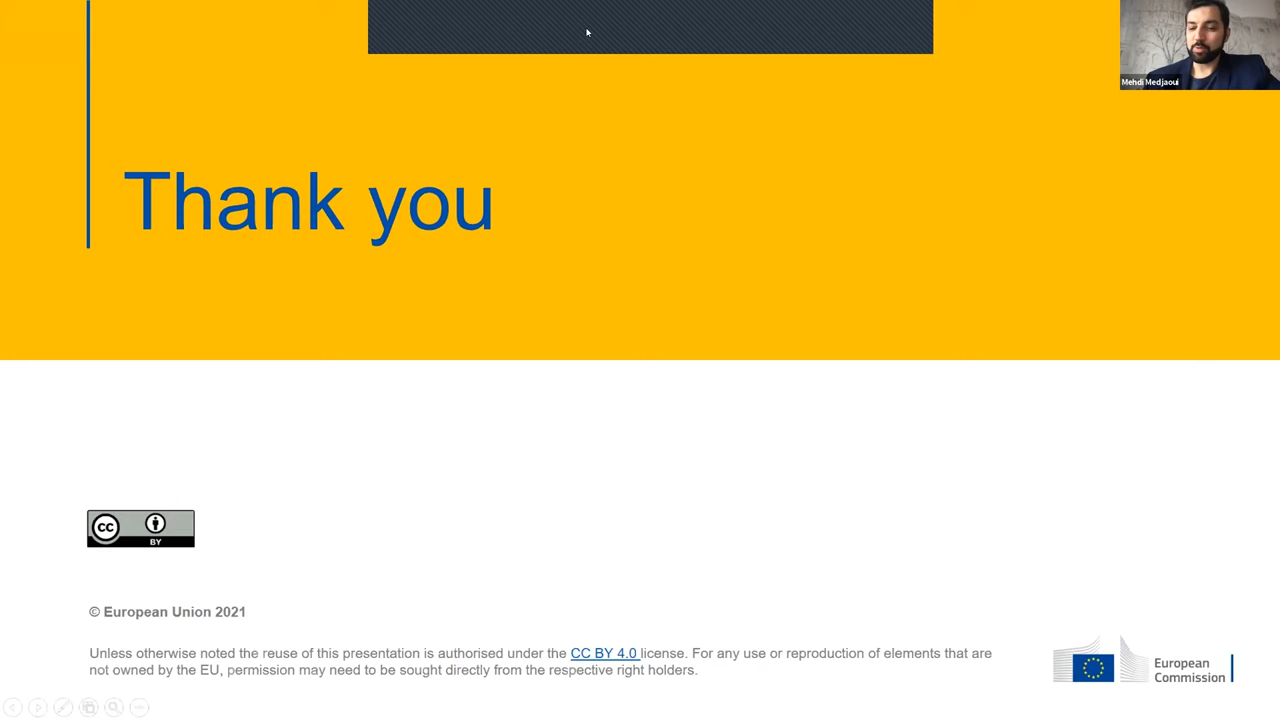 Mehdi Medjaoui
Thank you
cc
BY
© European Union 2021
Unless otherwise noted the reuse of this presentation is authorised under the CC BY 4.0 license. For any use or reproduction of elements that are
not owned by the EU, permission may need to be sought directly from the respective right holders.
European
Commission